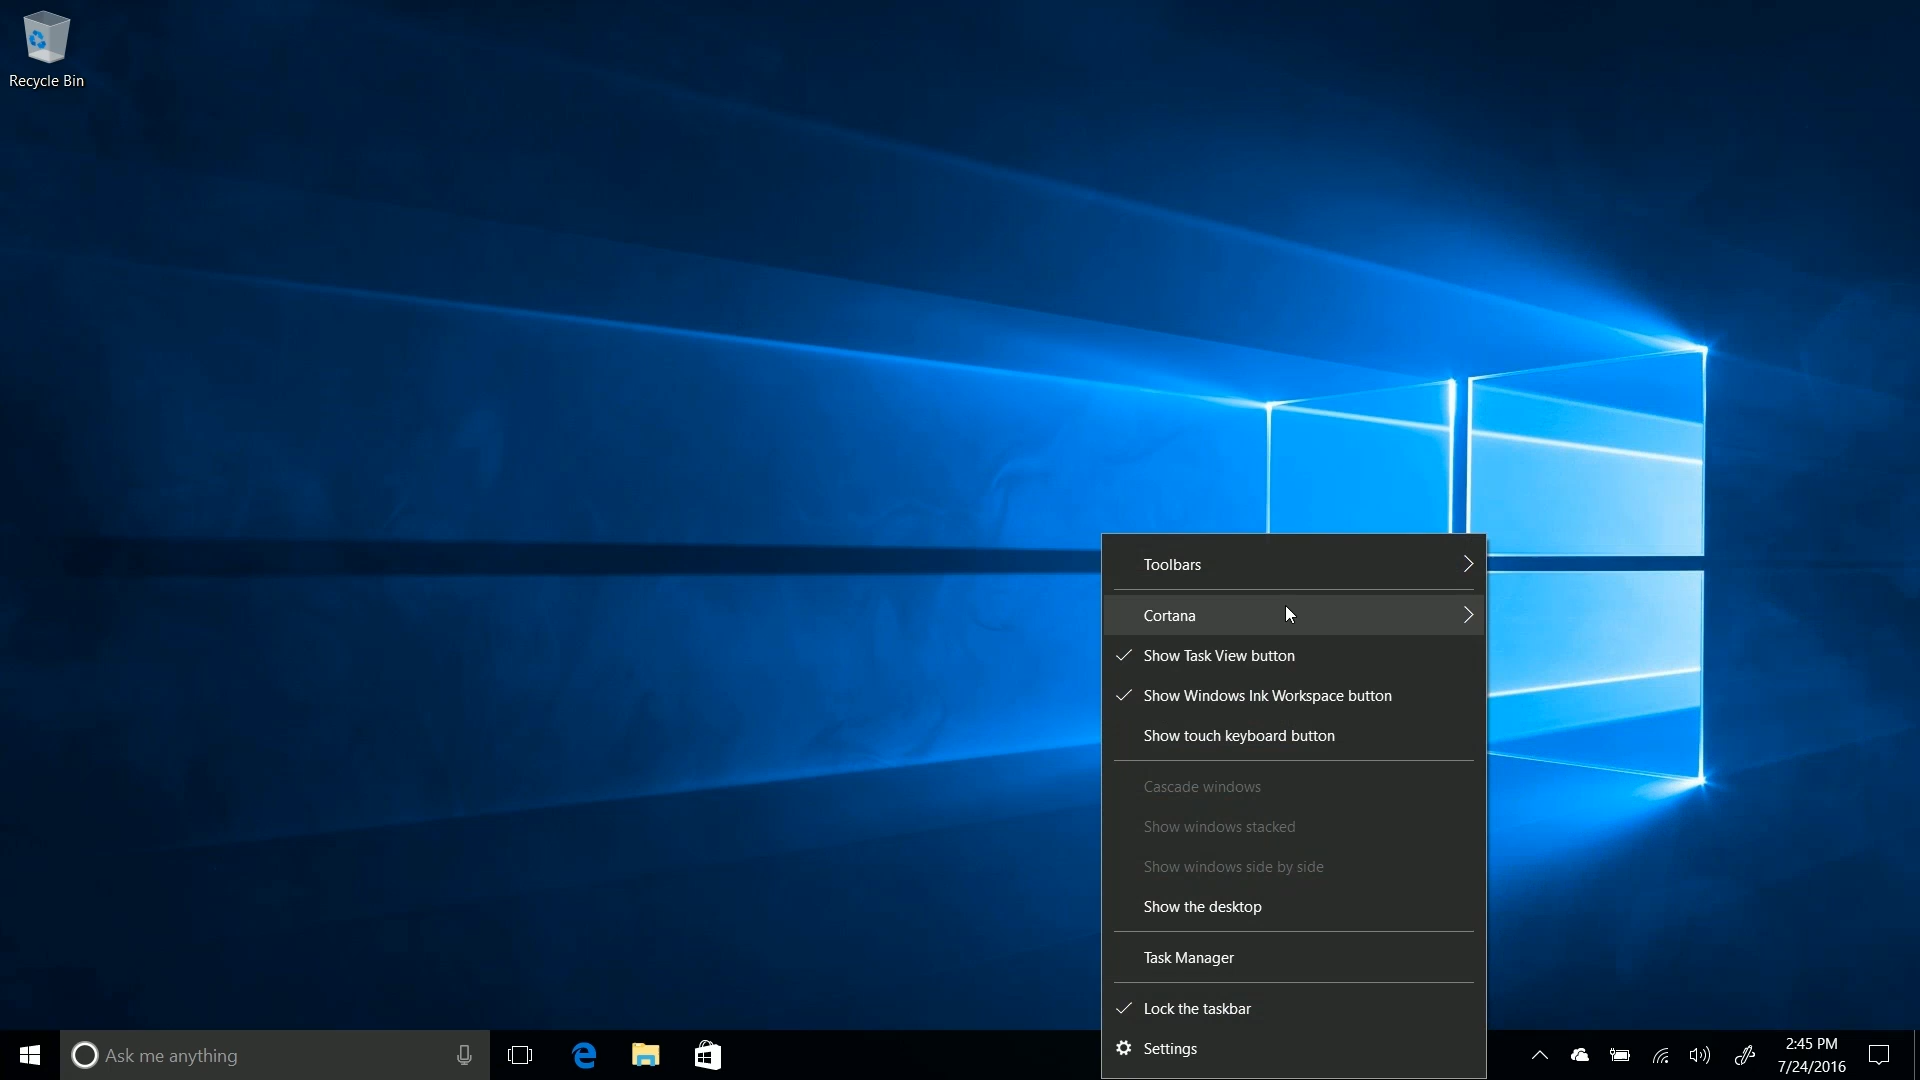 Recycle Bin
Toolbars
Cortana
Show Task View button
Show Windows Ink Workspace button
Show touch keyboard button
Cascade windows
Show windows stacked
Show windows side by side
Show the desktop
Task Manager
Lock the taskbar
Settings
Ask me anything
2:45 PM
7/24/2016